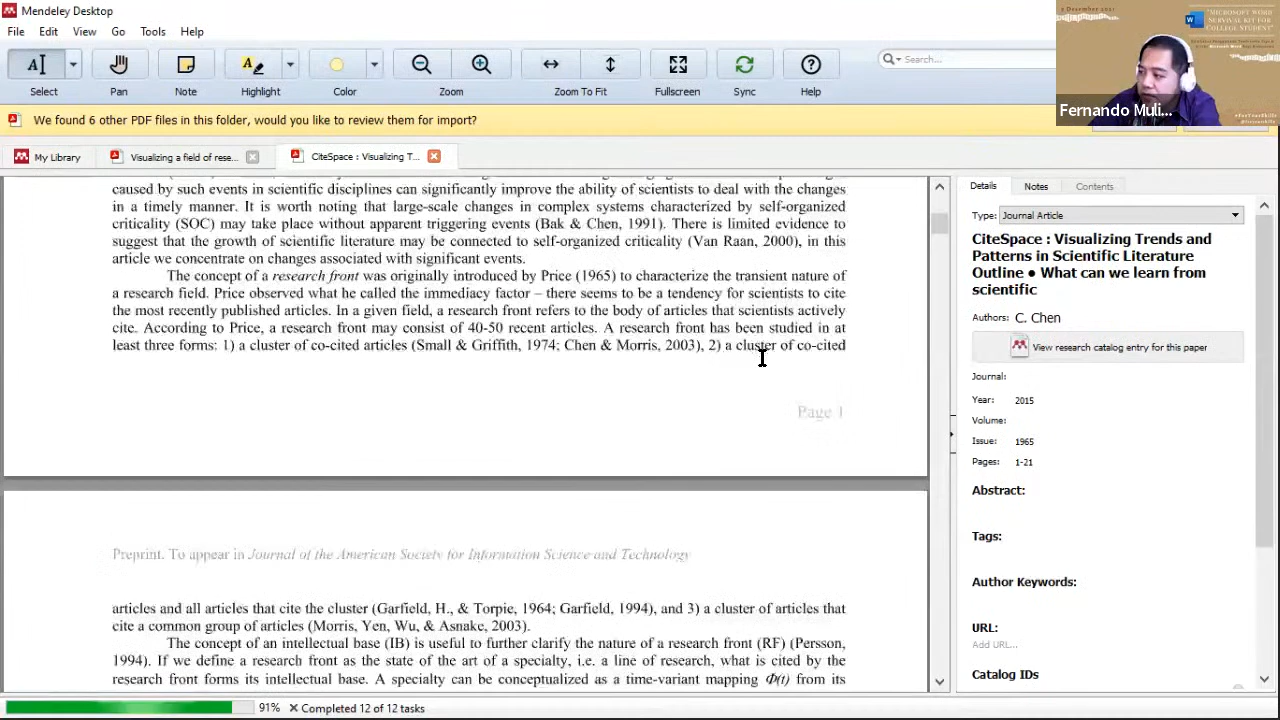 Mendeley Desktop
File Edit View Go Tools Help
Select Pan Note Highlight Color Zoom Zoom To Fit Fullscreen Sync Help
Search...
"MICROSOFT WORD
SURVIVAL KIT FOR
COLLEGE STUDENT"
Fernando Muli...
We found 6 other PDF files in this folder, would you like to review them for import?
My Library Visualizing a field of rese... CiteSpace : Visualizing T...
caused by such events in scientific disciplines can significantly improve the ability of scientists to deal with the changes
in a timely manner. It is worth noting that large-scale changes in complex systems characterized by self-organized
criticality (SOC) may take place without apparent triggering events (Bak & Chen, 1991). There is limited evidence to
suggest that the growth of scientific literature may be connected to self-organized criticality (Van Raan, 2000), in this
article we concentrate on changes associated with significant events.
The concept of a research front was originally introduced by Price (1965) to characterize the transient nature of
a research field. Price observed what he called the immediacy factor – there seems to be a tendency for scientists to cite
the most recently published articles. In a given field, a research front refers to the body of articles that scientists actively
cite. According to Price, a research front may consist of 40-50 recent articles. A research front has been studied in at
least three forms: 1) a cluster of co-cited articles (Small & Griffith, 1974; Chen & Morris, 2003), 2) a cluster of co-cited
Page 1
Preprint. To appear in Journal of the American Society for Information Science and Technology
articles and all articles that cite the cluster (Garfield, H., & Torpie, 1964; Garfield, 1994), and 3) a cluster of articles that
cite a common group of articles (Morris, Yen, Wu, & Asnake, 2003).
The concept of an intellectual base (IB) is useful to further clarify the nature of a research front (RF) (Persson,
1994). If we define a research front as the state of the art of a specialty, i.e. a line of research, what is cited by the
research front forms its intellectual base. A specialty can be conceptualized as a time-variant mapping Φ(t) from its
Details Notes Contents
Type: Journal Article
CiteSpace : Visualizing Trends and
Patterns in Scientific Literature
Outline ● What can we learn from
scientific
Authors: C. Chen
View research catalog entry for this paper
Journal:
Year: 2015
Volume:
Issue: 1965
Pages: 1-21
Abstract:
Tags:
Author Keywords:
URL:
Add URL...
Catalog IDs
91% Completed 12 of 12 tasks